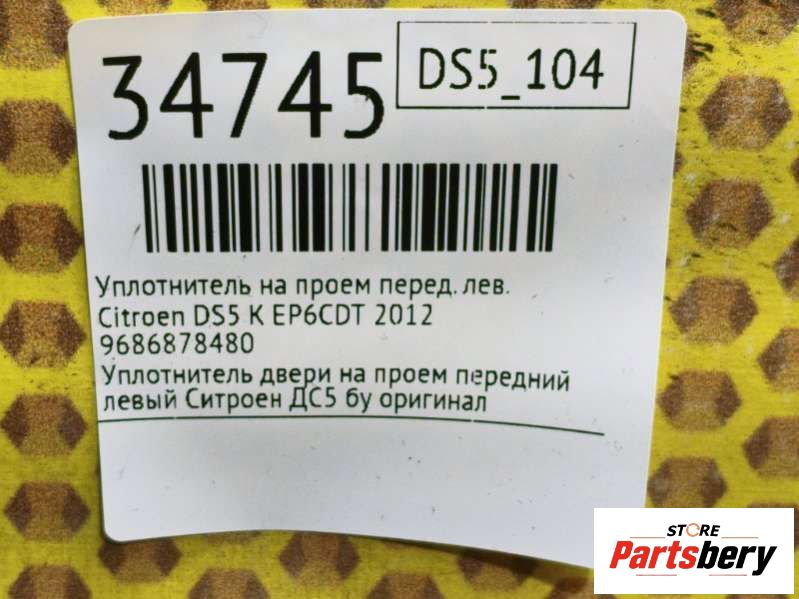 34745
DS5_104
Уплотнитель на проем перед. лев.
Citroen DS5 K EP6CDT 2012
9686878480
Уплотнитель двери на проем передний
левый Ситроен ДС5 бу оригинал
STORE
Partsbery